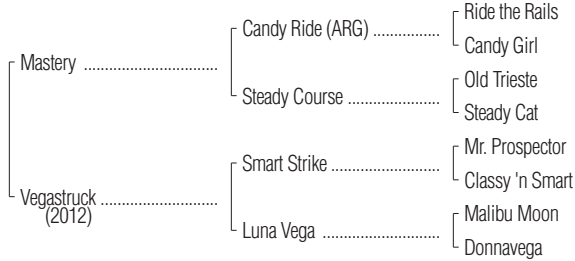 Ride the Rails
Candy Ride (ARG) ................
Candy Girl
Mastery ................................
Old Trieste
Steady Course ......................
Steady Cat
Mr. Prospector
Smart Strike ..........................
Classy 'n Smart
Vegastruck ............................
(2012)
Malibu Moon
Luna Vega ............................
Donnavega